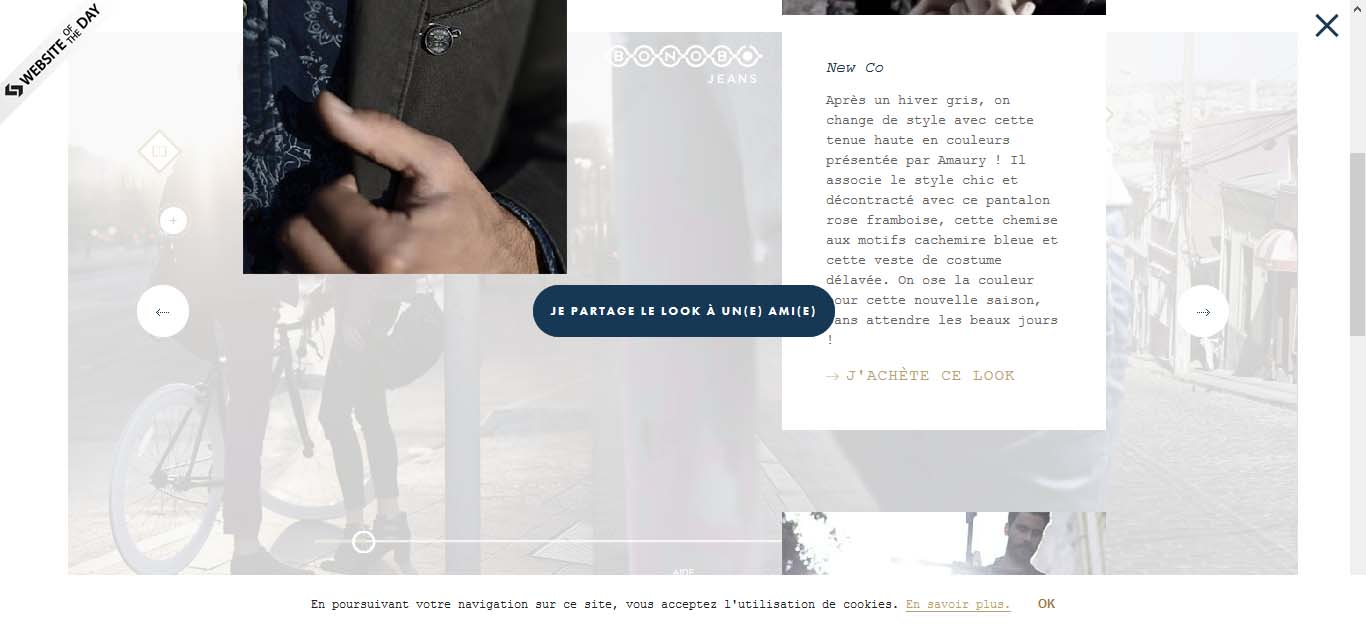 WEBSITE OF THE DAY
BONOBO
JEANS
New Co
Après un hiver gris, on
change de style avec cette
tenue haute en couleurs
présentée par Amaury ! Il
associe le style chic et
décontracté avec ce pantalon
rose framboise, cette chemise
aux motifs cachemire bleue et
cette veste de costume
délavée. On ose la couleur
pour cette nouvelle saison,
sans attendre les beaux jours
!
JE PARTAGE LE LOOK À UN(E) AMI(E)
J'ACHÈTE CE LOOK
AIDE
En poursuivant votre navigation sur ce site, vous acceptez l'utilisation de cookies. En savoir plus. OK